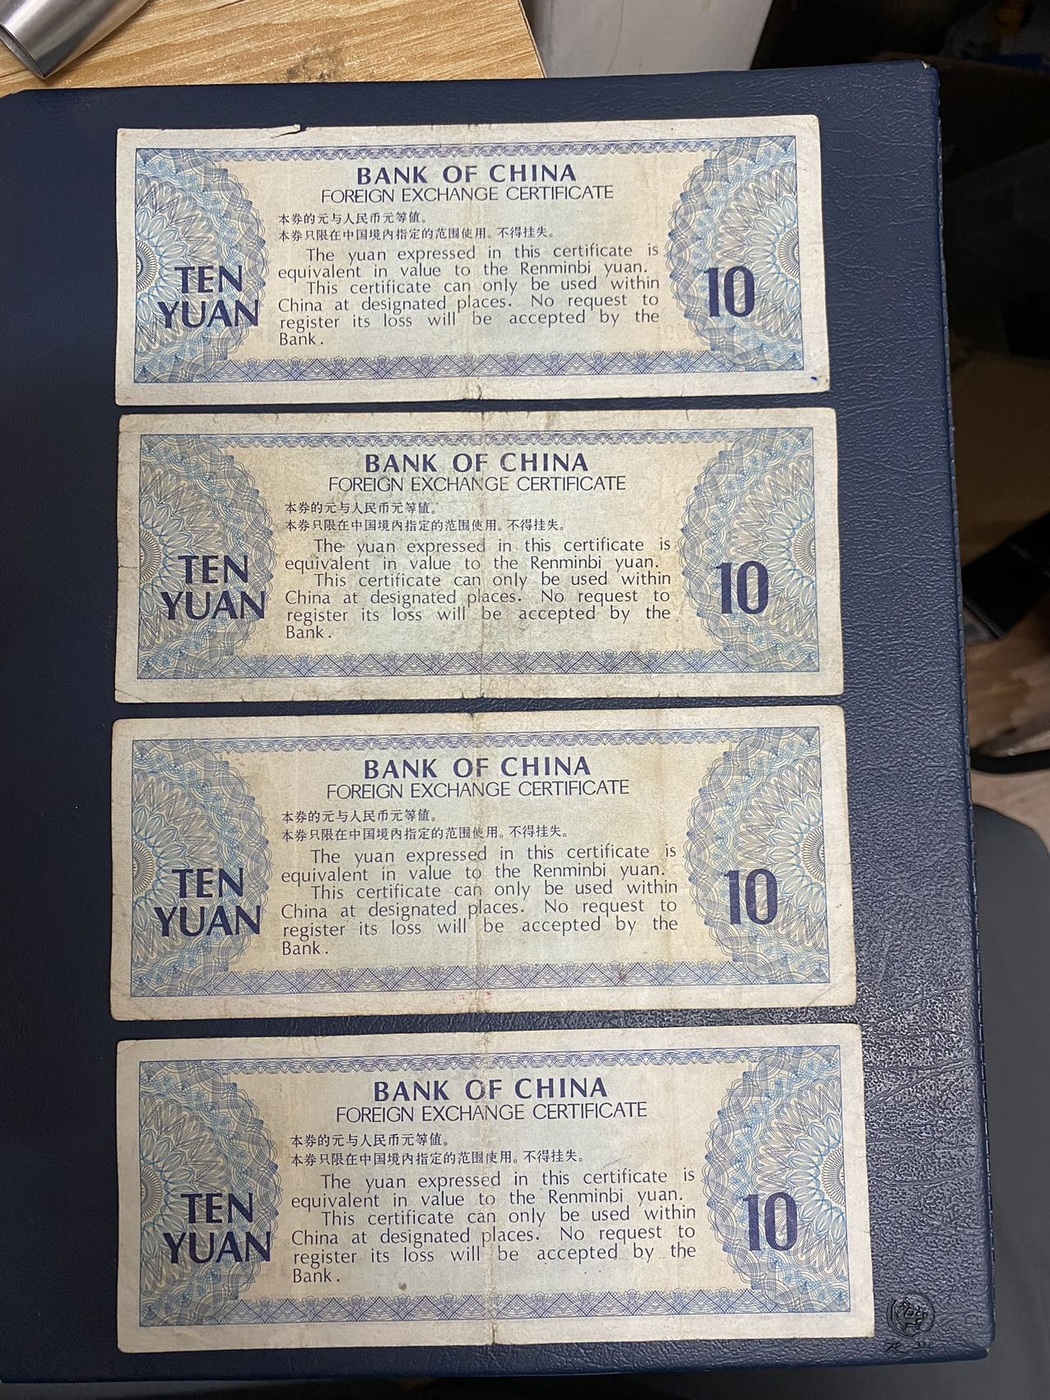 BANK OF CHINA
FOREIGN EXCHANGE CERTIFICATE
本券的元与人民币元等值。
本券只限在中国境内指定的范围使用。不得挂失。
The yuan expressed in this certificate is
equivalent in value to the Renminbi yuan.
This certificate can only be used within
China at designated places. No request to
register its loss will be accepted by the
Bank.
TEN
YUAN
10
BANK OF CHINA
FOREIGN EXCHANGE CERTIFICATE
本券的元与人民币元等值。
本券只限在中国境内指定的范围使用。不得挂失。
The yuan expressed in this certificate is
equivalent in value to the Renminbi yuan.
This certificate can only be used within
China at designated places. No request to
register its loss will be accepted by the
Bank.
TEN
YUAN
10
BANK OF CHINA
FOREIGN EXCHANGE CERTIFICATE
本券的元与人民币元等值。
本券只限在中国境内指定的范围使用。不得挂失。
The yuan expressed in this certificate is
equivalent in value to the Renminbi yuan.
This certificate can only be used within
China at designated places. No request to
register its loss will be accepted by the
Bank.
TEN
YUAN
10
BANK OF CHINA
FOREIGN EXCHANGE CERTIFICATE
本券的元与人民币元等值。
本券只限在中国境内指定的范围使用。不得挂失。
The yuan expressed in this certificate is
equivalent in value to the Renminbi yuan.
This certificate can only be used within
China at designated places. No request to
register its loss will be accepted by the
Bank.
TEN
YUAN
10